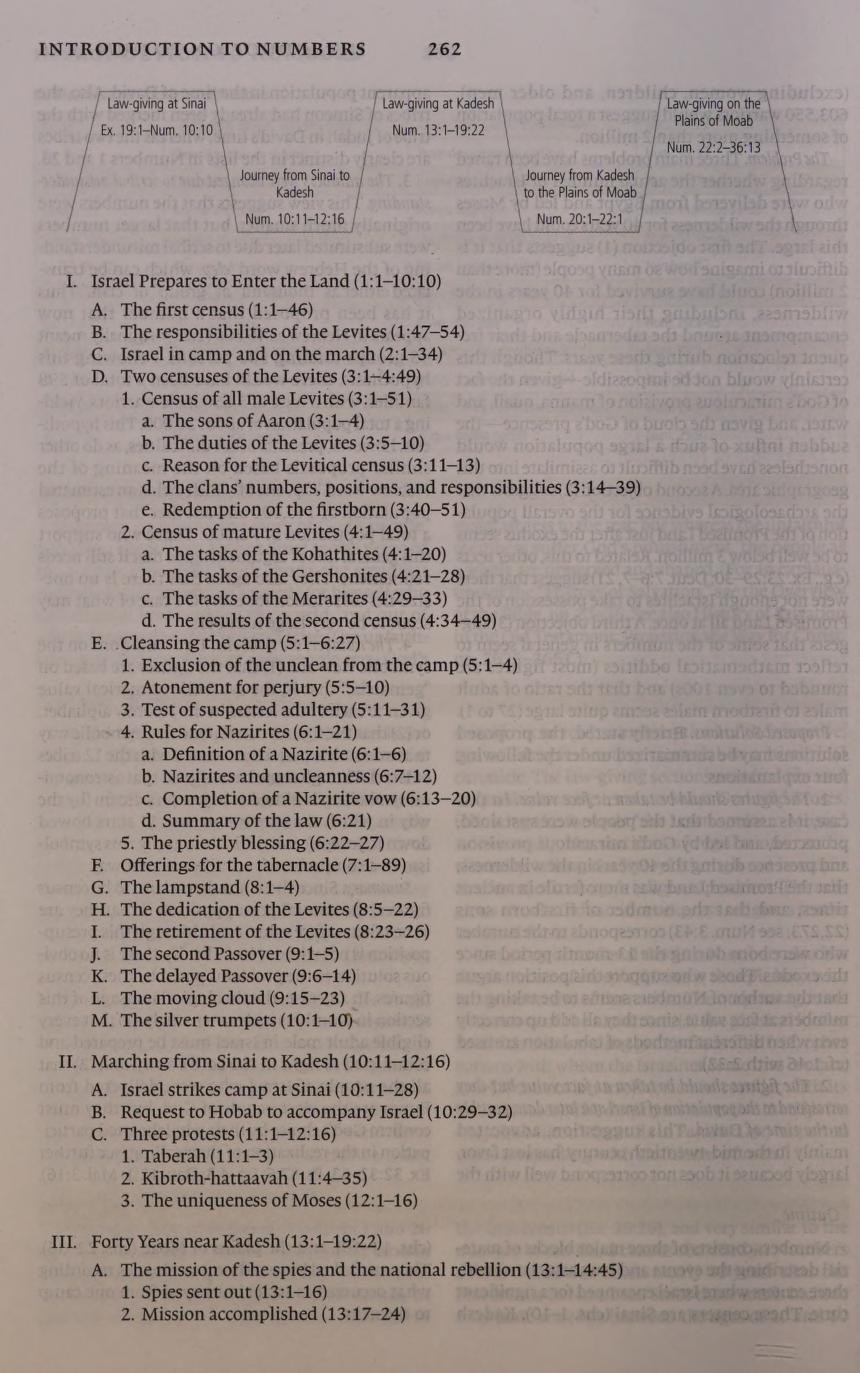 INTRODUCTION TO NUMBERS 262
Law-giving at Sinai
Ex. 19:1–Num. 10:10
Journey from Sinai to
Kadesh
Num. 10:11–12:16
Law-giving at Kadesh
Num. 13:1–19:22
Journey from Kadesh
to the Plains of Moab
Num. 20:1–22:1
Law-giving on the
Plains of Moab
Num. 22:2–36:13
I. Israel Prepares to Enter the Land (1:1–10:10)
A. The first census (1:1–46)
B. The responsibilities of the Levites (1:47–54)
C. Israel in camp and on the march (2:1–34)
D. Two censuses of the Levites (3:1–4:49)
1. Census of all male Levites (3:1–51)
a. The sons of Aaron (3:1–4)
b. The duties of the Levites (3:5–10)
c. Reason for the Levitical census (3:11–13)
d. The clans’ numbers, positions, and responsibilities (3:14–39)
e. Redemption of the firstborn (3:40–51)
2. Census of mature Levites (4:1–49)
a. The tasks of the Kohathites (4:1–20)
b. The tasks of the Gershonites (4:21–28)
c. The tasks of the Merarites (4:29–33)
d. The results of the second census (4:34–49)
E. Cleansing the camp (5:1–6:27)
1. Exclusion of the unclean from the camp (5:1–4)
2. Atonement for perjury (5:5–10)
3. Test of suspected adultery (5:11–31)
4. Rules for Nazirites (6:1–21)
a. Definition of a Nazirite (6:1–6)
b. Nazirites and uncleanness (6:7–12)
c. Completion of a Nazirite vow (6:13–20)
d. Summary of the law (6:21)
5. The priestly blessing (6:22–27)
F. Offerings for the tabernacle (7:1–89)
G. The lampstand (8:1–4)
H. The dedication of the Levites (8:5–22)
I. The retirement of the Levites (8:23–26)
J. The second Passover (9:1–5)
K. The delayed Passover (9:6–14)
L. The moving cloud (9:15–23)
M. The silver trumpets (10:1–10)
II. Marching from Sinai to Kadesh (10:11–12:16)
A. Israel strikes camp at Sinai (10:11–28)
B. Request to Hobab to accompany Israel (10:29–32)
C. Three protests (11:1–12:16)
1. Taberah (11:1–3)
2. Kibroth-hattaavah (11:4–35)
3. The uniqueness of Moses (12:1–16)
III. Forty Years near Kadesh (13:1–19:22)
A. The mission of the spies and the national rebellion (13:1–14:45)
1. Spies sent out (13:1–16)
2. Mission accomplished (13:17–24)